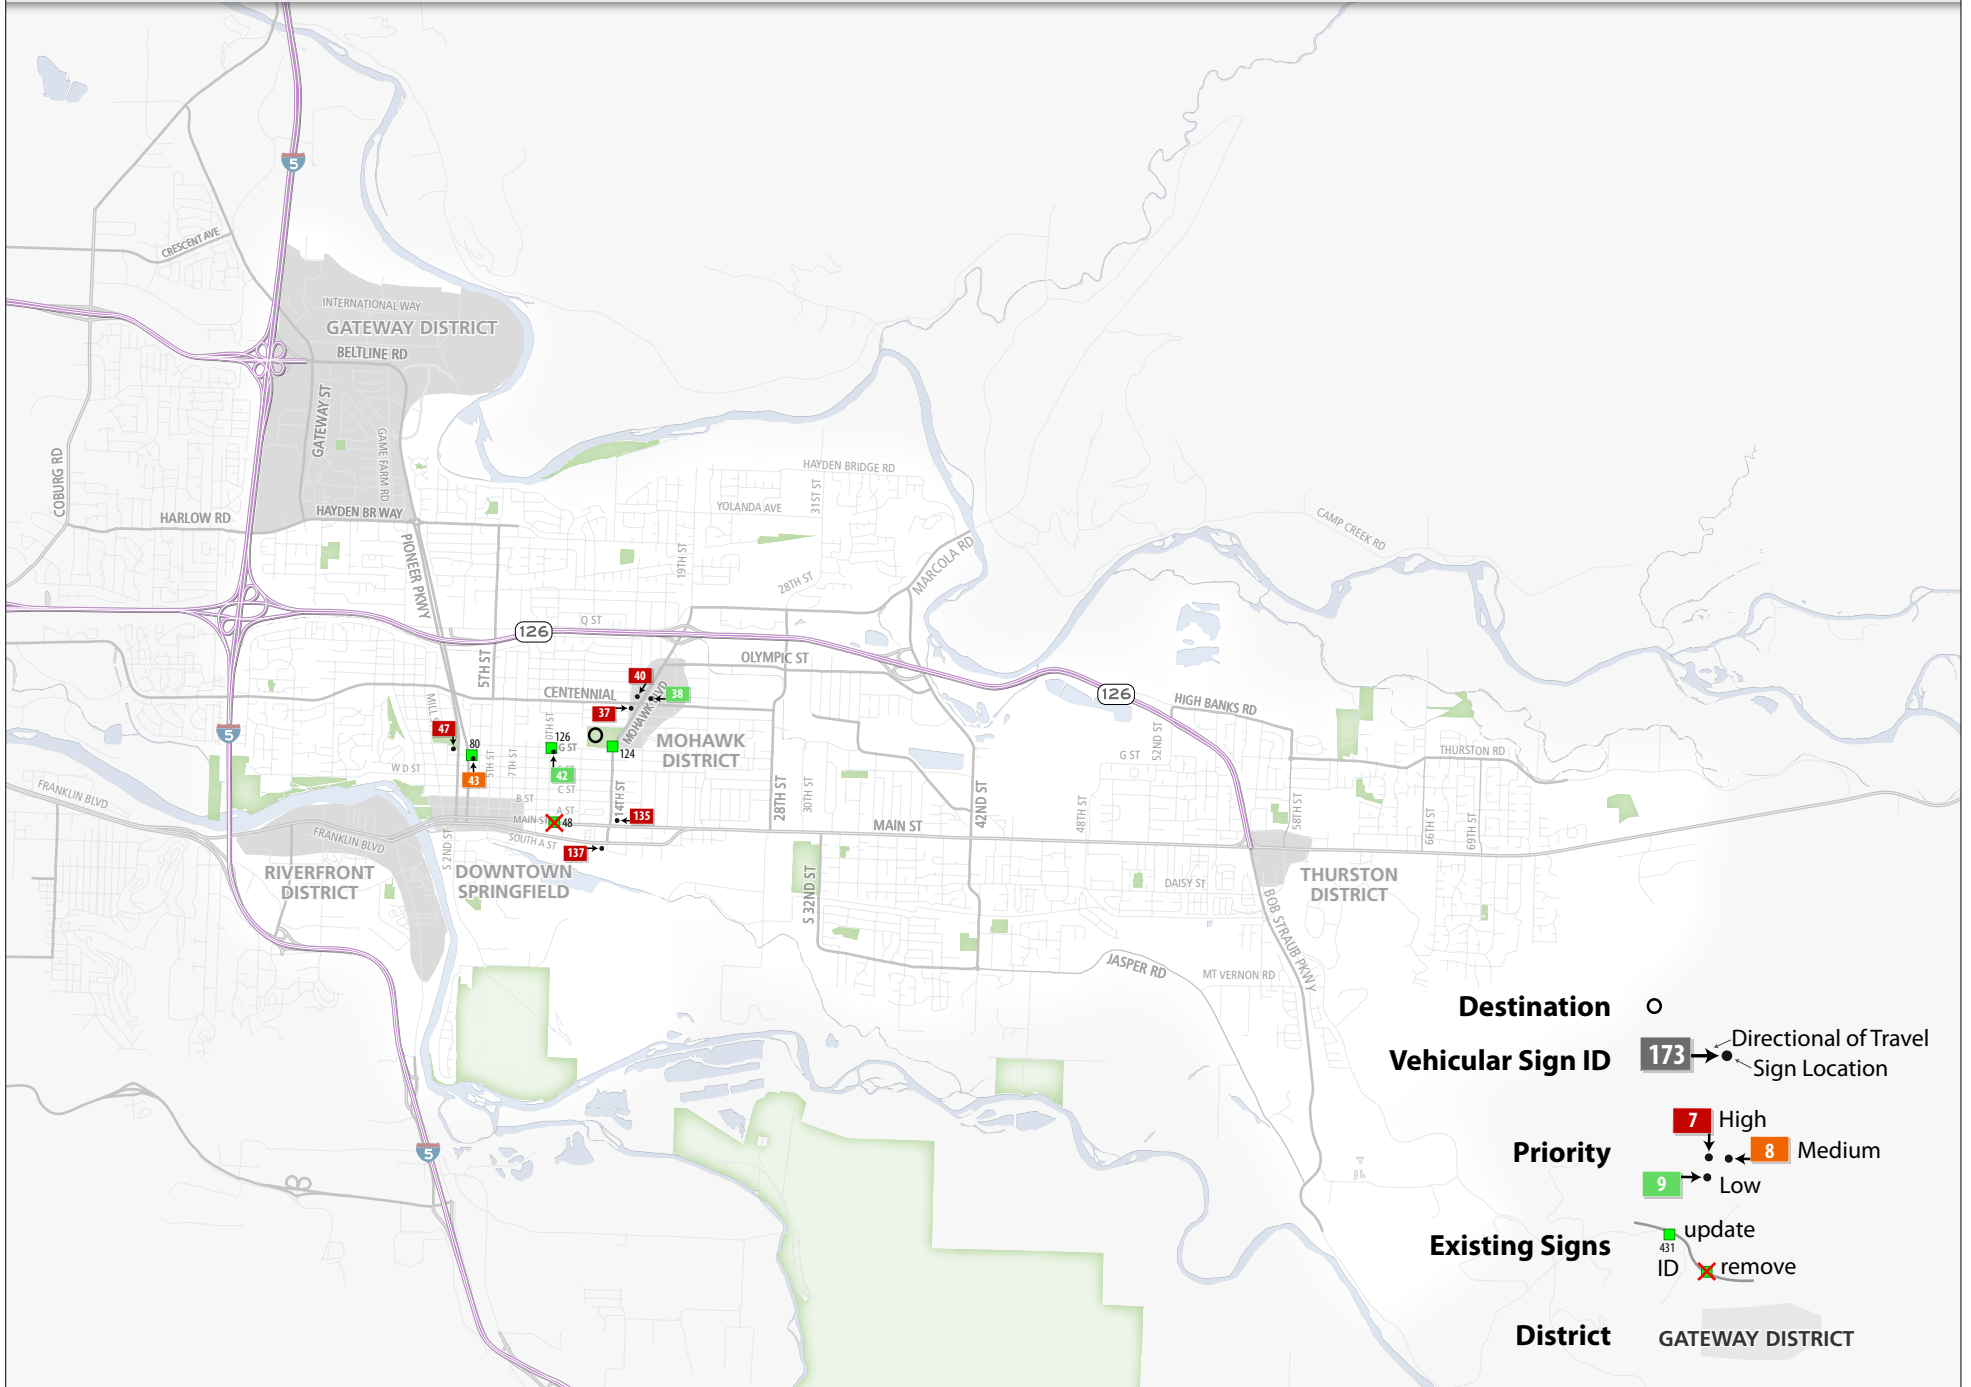 5
CRESCENT AVE
INTERNATIONAL WAY
GATEWAY DISTRICT
BELTLINE RD
GATEWAY ST
GAME FARM RD
COBURG RD
HARLOW RD
HAYDEN BR WAY
PIONEER PKWY
HAYDEN BRIDGE RD
YOLANDA AVE
31ST ST
19TH ST
28TH ST
MARCOLA RD
CAMP CREEK RD
126
Q ST
5TH ST
OLYMPIC ST
CENTENNIAL
40
38
37
MOHAWK BLVD
MOHAWK
DISTRICT
126
HIGH BANKS RD
52ND ST
G ST
THURSTON RD
5
47
80
43
W D ST
5TH ST
7TH ST
126
G ST
42
C ST
B ST
A ST
124
14TH ST
135
MAIN ST
48
SOUTH A ST
137
28TH ST
30TH ST
MAIN ST
42ND ST
48TH ST
58TH ST
66TH ST
69TH ST
FRANKLIN BLVD
FRANKLIN BLVD
S 2ND ST
RIVERFRONT
DISTRICT
DOWNTOWN
SPRINGFIELD
S 32ND ST
DAISY ST
THURSTON
DISTRICT
BOB STRAUB PKWY
JASPER RD
MT VERNON RD
5
Destination
Vehicular Sign ID
173
Directional of Travel
Sign Location
Priority
7 High
8 Medium
9 Low
Existing Signs
update
431
ID
remove
District
GATEWAY DISTRICT